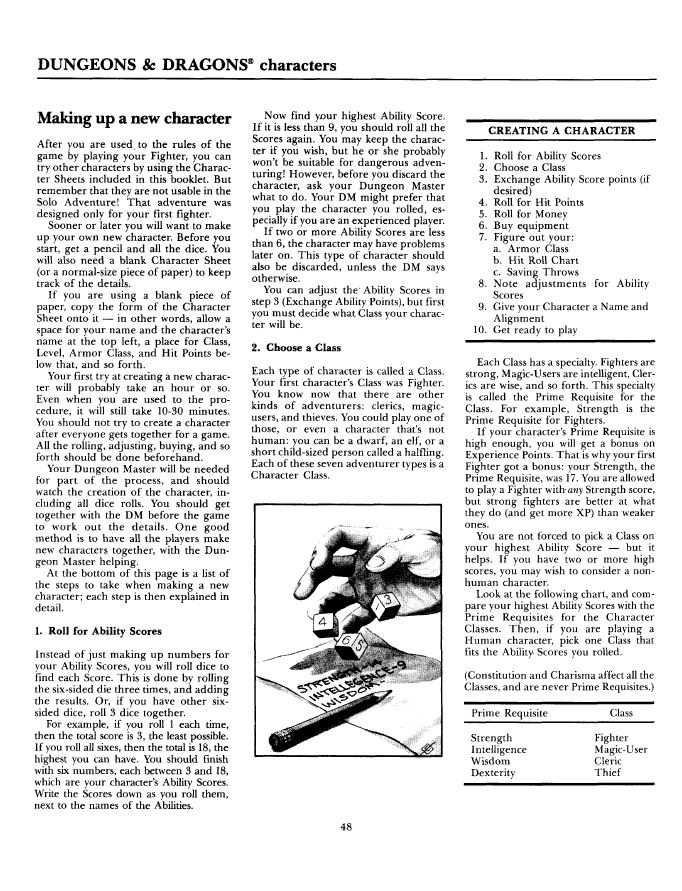 DUNGEONS & DRAGONS® characters
Making up a new character
After you are used to the rules of the
game by playing your Fighter, you can
try other characters by using the Charac-
ter Sheets included in this booklet. But
remember that they are not usable in the
Solo Adventure! That adventure was
designed only for your first fighter.
Sooner or later you will want to make
up your own new character. Before you
start, get a pencil and all the dice. You
will also need a blank Character Sheet
(or a normal-size piece of paper) to keep
track of the details.
If you are using a blank piece of
paper, copy the form of the Character
Sheet onto it — in other words, allow a
space for your name and the character's
name at the top left, a place for Class,
Level, Armor Class, and Hit Points be-
low that, and so forth.
Your first try at creating a new charac-
ter will probably take an hour or so.
Even when you are used to the pro-
cedure, it will still take 10-30 minutes.
You should not try to create a character
after everyone gets together for a game.
All the rolling, adjusting, buying, and so
forth should be done beforehand.
Your Dungeon Master will be needed
for part of the process, and should
watch the creation of the character, in-
cluding all dice rolls. You should get
together with the DM before the game
to work out the details. One good
method is to have all the players make
new characters together, with the Dun-
geon Master helping.
At the bottom of this page is a list of
the steps to take when making a new
character; each step is then explained in
detail.
1. Roll for Ability Scores
Instead of just making up numbers for
your Ability Scores, you will roll dice to
find each Score. This is done by rolling
the six-sided die three times, and adding
the results. Or, if you have other six-
sided dice, roll 3 dice together.
For example, if you roll 1 each time,
then the total score is 3, the least possible.
If you roll all sixes, then the total is 18, the
highest you can have. You should finish
with six numbers, each between 3 and 18,
which are your character's Ability Scores.
Write the Scores down as you roll them,
next to the names of the Abilities.
Now find your highest Ability Score.
If it is less than 9, you should roll all the
Scores again. You may keep the charac-
ter if you wish, but he or she probably
won't be suitable for dangerous adven-
turing! However, before you discard the
character, ask your Dungeon Master
what to do. Your DM might prefer that
you play the character you rolled, es-
pecially if you are an experienced player.
If two or more Ability Scores are less
than 6, the character may have problems
later on. This type of character should
also be discarded, unless the DM says
otherwise.
You can adjust the Ability Scores in
step 3 (Exchange Ability Points), but first
you must decide what Class your charac-
ter will be.
2. Choose a Class
Each type of character is called a Class.
Your first character's Class was Fighter.
You know now that there are other
kinds of adventurers: clerics, magic-
users, and thieves. You could play one of
those, or even a character that's not
human: you can be a dwarf, an elf, or a
short child-sized person called a halfling.
Each of these seven adventurer types is a
Character Class.
4
3
6
5
STRENGTH-14
INTELLEGENCE-9
WISDOM-
CREATING A CHARACTER
1. Roll for Ability Scores
2. Choose a Class
3. Exchange Ability Score points (if
desired)
4. Roll for Hit Points
5. Roll for Money
6. Buy equipment
7. Figure out your:
a. Armor Class
b. Hit Roll Chart
c. Saving Throws
8. Note adjustments for Ability
Scores
9. Give your Character a Name and
Alignment
10. Get ready to play
Each Class has a specialty. Fighters are
strong, Magic-Users are intelligent, Cler-
ics are wise, and so forth. This specialty
is called the Prime Requisite for the
Class. For example, Strength is the
Prime Requisite for Fighters.
If your character's Prime Requisite is
high enough, you will get a bonus on
Experience Points. That is why your first
Fighter got a bonus: your Strength, the
Prime Requisite, was 17. You are allowed
to play a Fighter with any Strength score,
but strong fighters are better at what
they do (and get more XP) than weaker
ones.
You are not forced to pick a Class on
your highest Ability Score — but it
helps. If you have two or more high
scores, you may wish to consider a non-
human character.
Look at the following chart, and com-
pare your highest Ability Scores with the
Prime Requisites for the Character
Classes. Then, if you are playing a
Human character, pick one Class that
fits the Ability Scores you rolled.
(Constitution and Charisma affect all the
Classes, and are never Prime Requisites.)
Prime Requisite Class
Strength Fighter
Intelligence Magic-User
Wisdom Cleric
Dexterity Thief
48